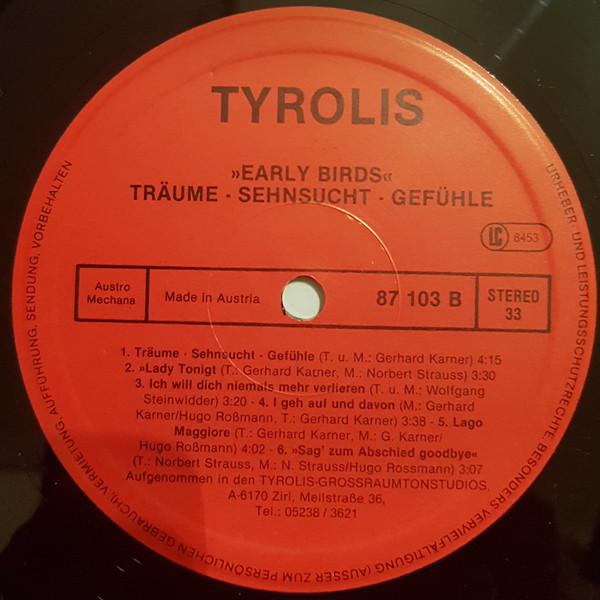 TYROLIS
»EARLY BIRDS«
TRÄUME - SEHNSUCHT - GEFÜHLE
LC 8453
Austro
Mechana
Made in Austria
87 103 B
STEREO
33
1. Träume - Sehnsucht - Gefühle (T. u. M.: Gerhard Karner) 4:15
2. »Lady Tonigt (T.: Gerhard Karner, M.: Norbert Strauss) 3:30
3. Ich will dich niemals mehr verlieren (T. u. M.: Wolfgang
Steinwidder) 3:20 - 4. I geh auf und davon (M.: Gerhard
Karner/Hugo Roßmann, T.: Gerhard Karner) 3:38 - 5. Lago
Maggiore (T.: Gerhard Karner, M.: G. Karner/
Hugo Roßmann) 4:02 - 6. »Sag' zum Abschied goodbye«
(T.: Norbert Strauss, M.: N. Strauss/Hugo Rossmann) 3:07
Aufgenommen in den TYROLIS-GROSSRAUMTONSTUDIOS,
A-6170 Zirl, Meilstraße 36,
Tel.: 05238 / 3621
URHEBER- UND LEISTUNGSSCHUTZRECHTE, BESONDERS VERVIELFÄLTIGUNG (AUSSER ZUM PERSÖNLICHEN GEBRAUCH), VERMIETUNG, AUFFÜHRUNG, SENDUNG, VORBEHALTEN